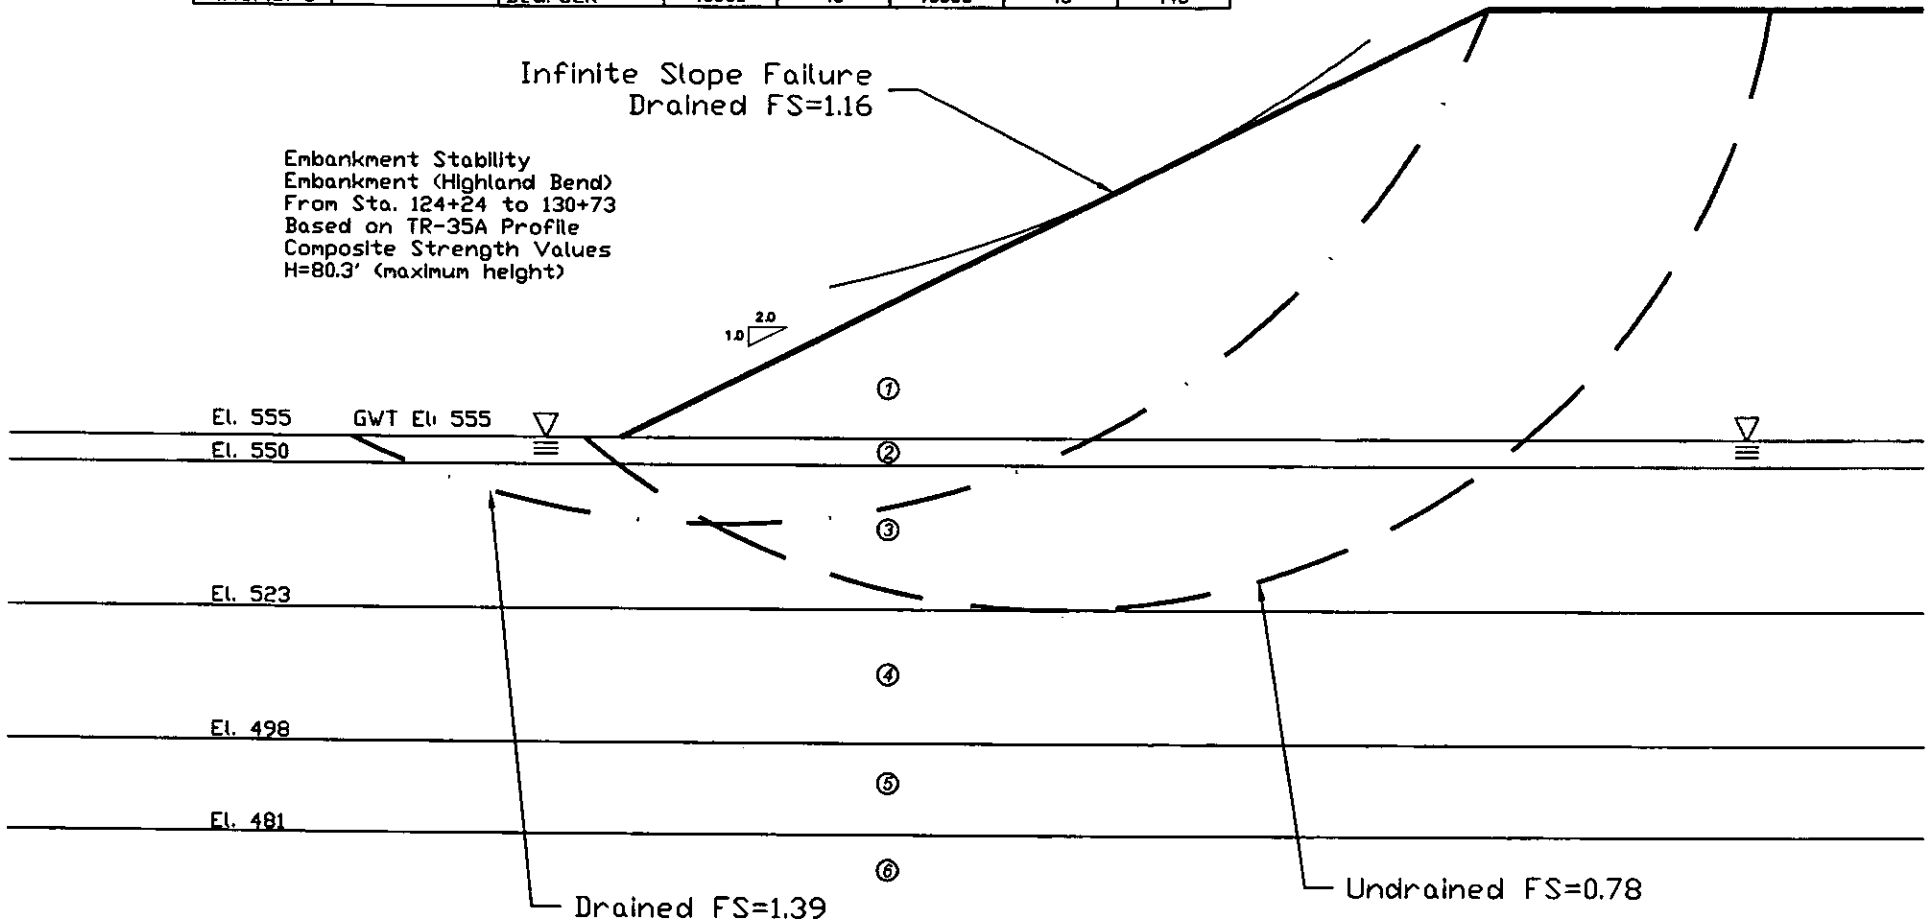 Infinite Slope Failure
Drained FS=1.16
Embankment Stability
Embankment (Highland Bend)
From Sta. 124+24 to 130+73
Based on TR-35A Profile
Composite Strength Values
H=80.3' (maximum height)
2.0
1.0
1
El. 555 GWT El. 555
2
El. 550
3
El. 523
4
El. 498
5
El. 481
6
Drained FS=1.39
Undrained FS=0.78